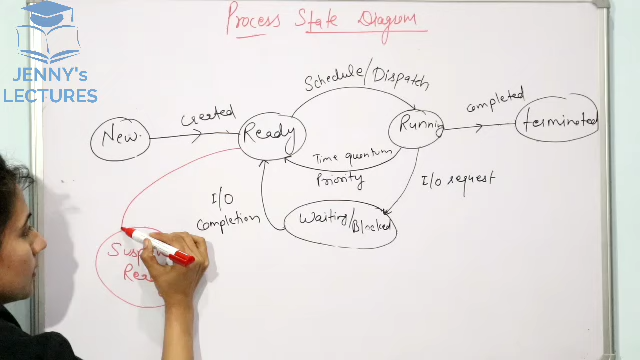 JENNY's
LECTURES
Process State Diagram
Schedule/Dispatch
created
completed
New.
Ready
Running
terminated
Time quantum
Priority
I/O request
I/O
completion
Waiting/
Blocked